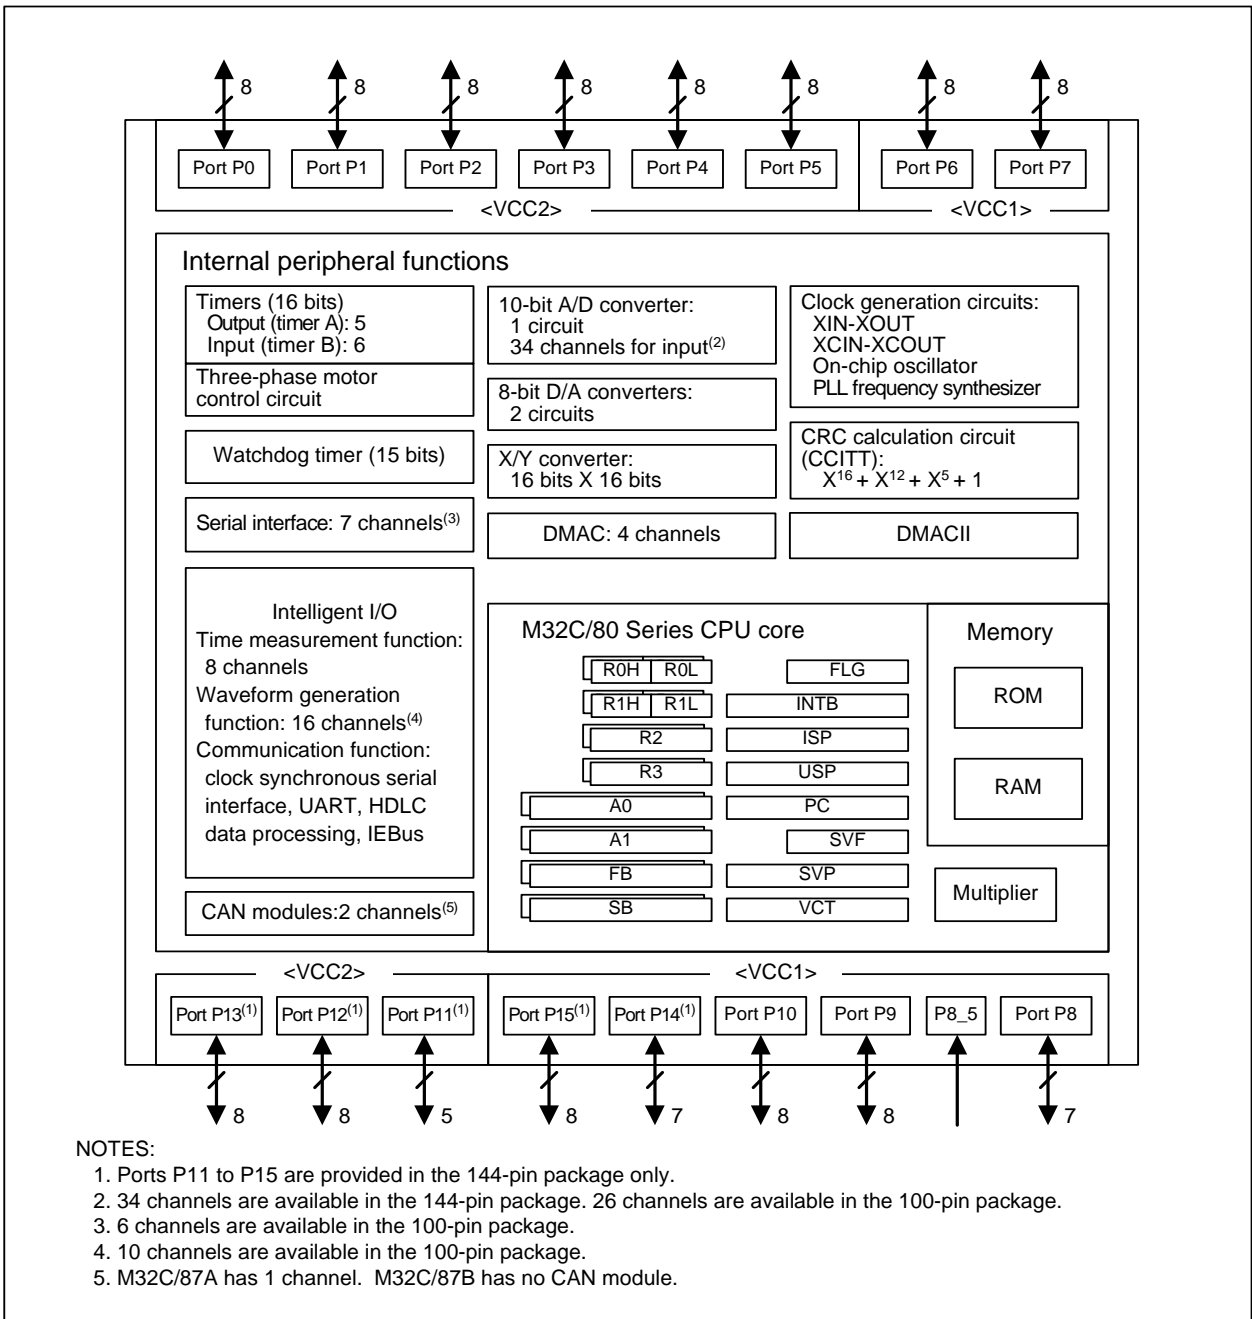 8 8 8 8 8 8 8 8
Port P0 Port P1 Port P2 Port P3 Port P4 Port P5 Port P6 Port P7
<VCC2> <VCC1>
Internal peripheral functions
Timers (16 bits)
Output (timer A): 5
Input (timer B): 6
Three-phase motor
control circuit
Watchdog timer (15 bits)
Serial interface: 7 channels(3)
Intelligent I/O
Time measurement function:
8 channels
Waveform generation
function: 16 channels(4)
Communication function:
clock synchronous serial
interface, UART, HDLC
data processing, IEBus
CAN modules:2 channels(5)
10-bit A/D converter:
1 circuit
34 channels for input(2)
8-bit D/A converters:
2 circuits
X/Y converter:
16 bits X 16 bits
DMAC: 4 channels
Clock generation circuits:
XIN-XOUT
XCIN-XCOUT
On-chip oscillator
PLL frequency synthesizer
CRC calculation circuit
(CCITT):
X16 + X12 + X5 + 1
DMACII
M32C/80 Series CPU core
R0H R0L FLG
R1H R1L INTB
R2 ISP
R3 USP
A0 PC
A1 SVF
FB SVP
SB VCT
Memory
ROM
RAM
Multiplier
<VCC2> <VCC1>
Port P13(1) Port P12(1) Port P11(1) Port P15(1) Port P14(1) Port P10 Port P9 P8_5 Port P8
8 8 5 8 7 8 8 7
NOTES:
1. Ports P11 to P15 are provided in the 144-pin package only.
2. 34 channels are available in the 144-pin package. 26 channels are available in the 100-pin package.
3. 6 channels are available in the 100-pin package.
4. 10 channels are available in the 100-pin package.
5. M32C/87A has 1 channel. M32C/87B has no CAN module.